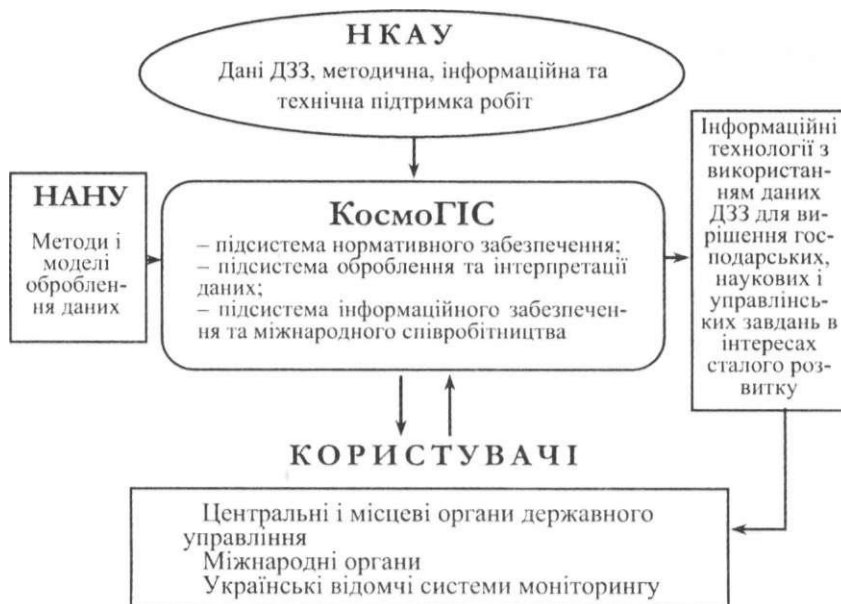 НКАУ
Дані ДЗЗ, методична, інформаційна та
технічна підтримка робіт
НАНУ
Методи і
моделі
оброблен-
ня даних
КосмоГІС
– підсистема нормативного забезпечення;
– підсистема оброблення та інтерпретації
даних;
– підсистема інформаційного забезпечен-
ня та міжнародного співробітництва
Інформаційні
технології з
використан-
ням даних
ДЗЗ для ви-
рішення гос-
подарських,
наукових і
управлінсь-
ких завдань в
інтересах
сталого роз-
витку
КОРИСТУВАЧІ
Центральні і місцеві органи державного
управління
Міжнародні органи
Українські відомчі системи моніторингу